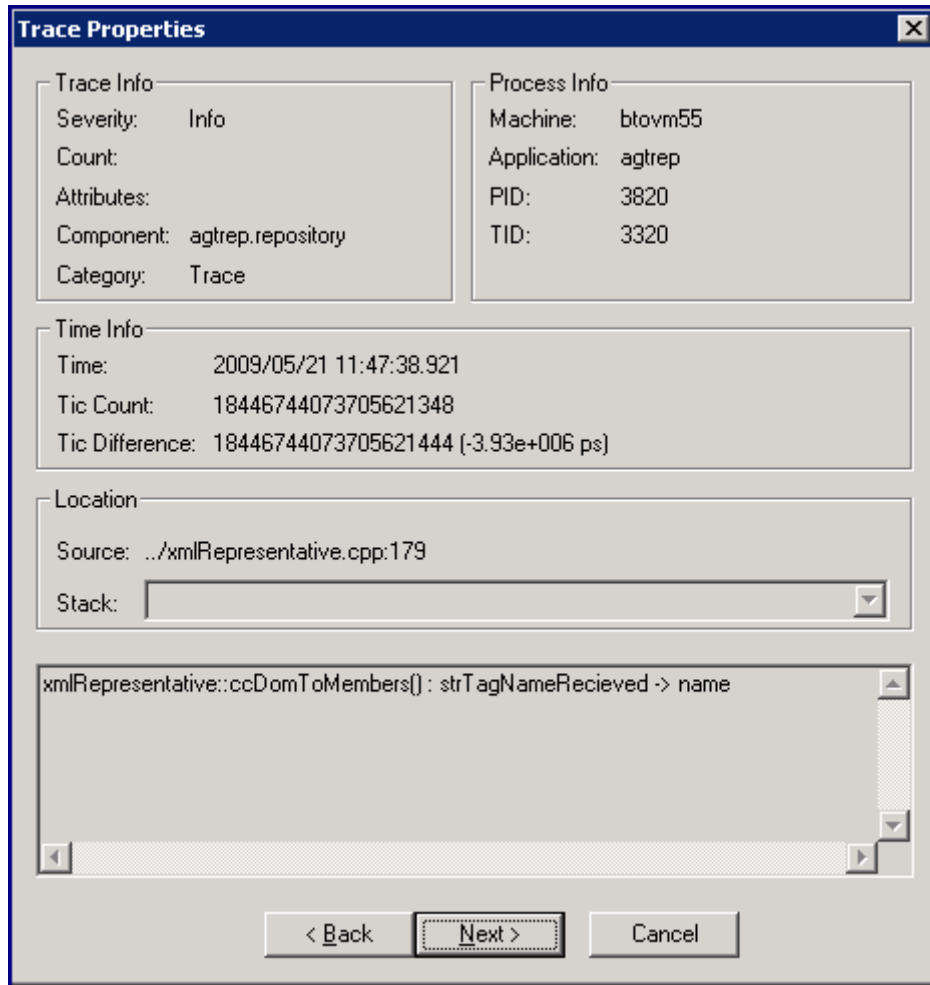 Trace Properties
Trace Info
Severity: Info
Count:
Attributes:
Component: agtrep.repository
Category: Trace
Process Info
Machine: btovm55
Application: agtrep
PID: 3820
TID: 3320
Time Info
Time: 2009/05/21 11:47:38.921
Tic Count: 18446744073705621348
Tic Difference: 18446744073705621444 (-3.93e+006 ps)
Location
Source: ../xmlRepresentative.cpp:179
Stack:
xmlRepresentative::ccDomToMembers() : strTagNameRecieved -> name
< Back
Next >
Cancel